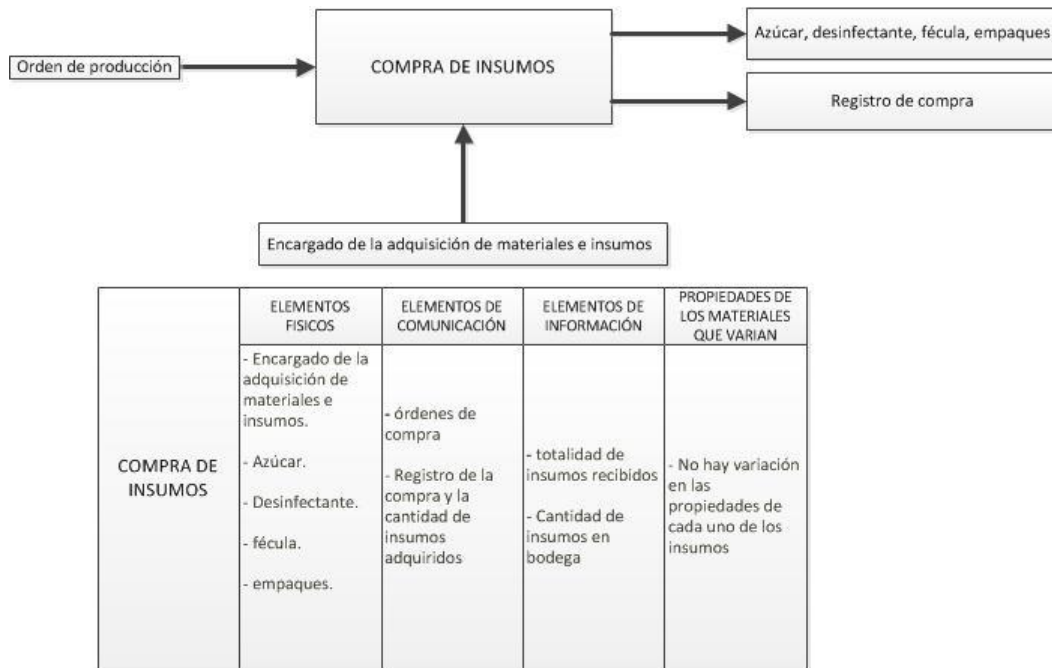 Azúcar, desinfectante, fécula, empaques
Orden de producción
COMPRA DE INSUMOS
Registro de compra
Encargado de la adquisición de materiales e insumos
ELEMENTOS
FISICOS
ELEMENTOS DE
COMUNICACIÓN
ELEMENTOS DE
INFORMACIÓN
PROPIEDADES DE
LOS MATERIALES
QUE VARIAN
COMPRA DE
INSUMOS
- Encargado de la
adquisición de
materiales e
insumos.
- Azúcar.
- Desinfectante.
- fécula.
- empaques.
- órdenes de
compra
- Registro de la
compra y la
cantidad de
insumos
adquiridos
- totalidad de
insumos recibidos
- Cantidad de
insumos en
bodega
- No hay variación
en las
propiedades de
cada uno de los
insumos